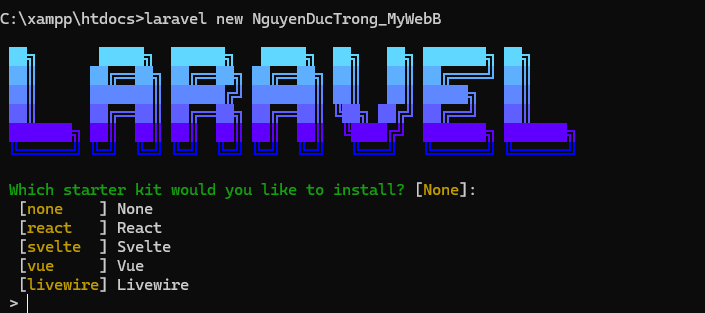 C:\xampp\htdocs>laravel new NguyenDucTrong_MyWebB
LARAVEL
Which starter kit would you like to install? [None]:
[none    ] None
[react   ] React
[svelte  ] Svelte
[vue     ] Vue
[livewire] Livewire
>